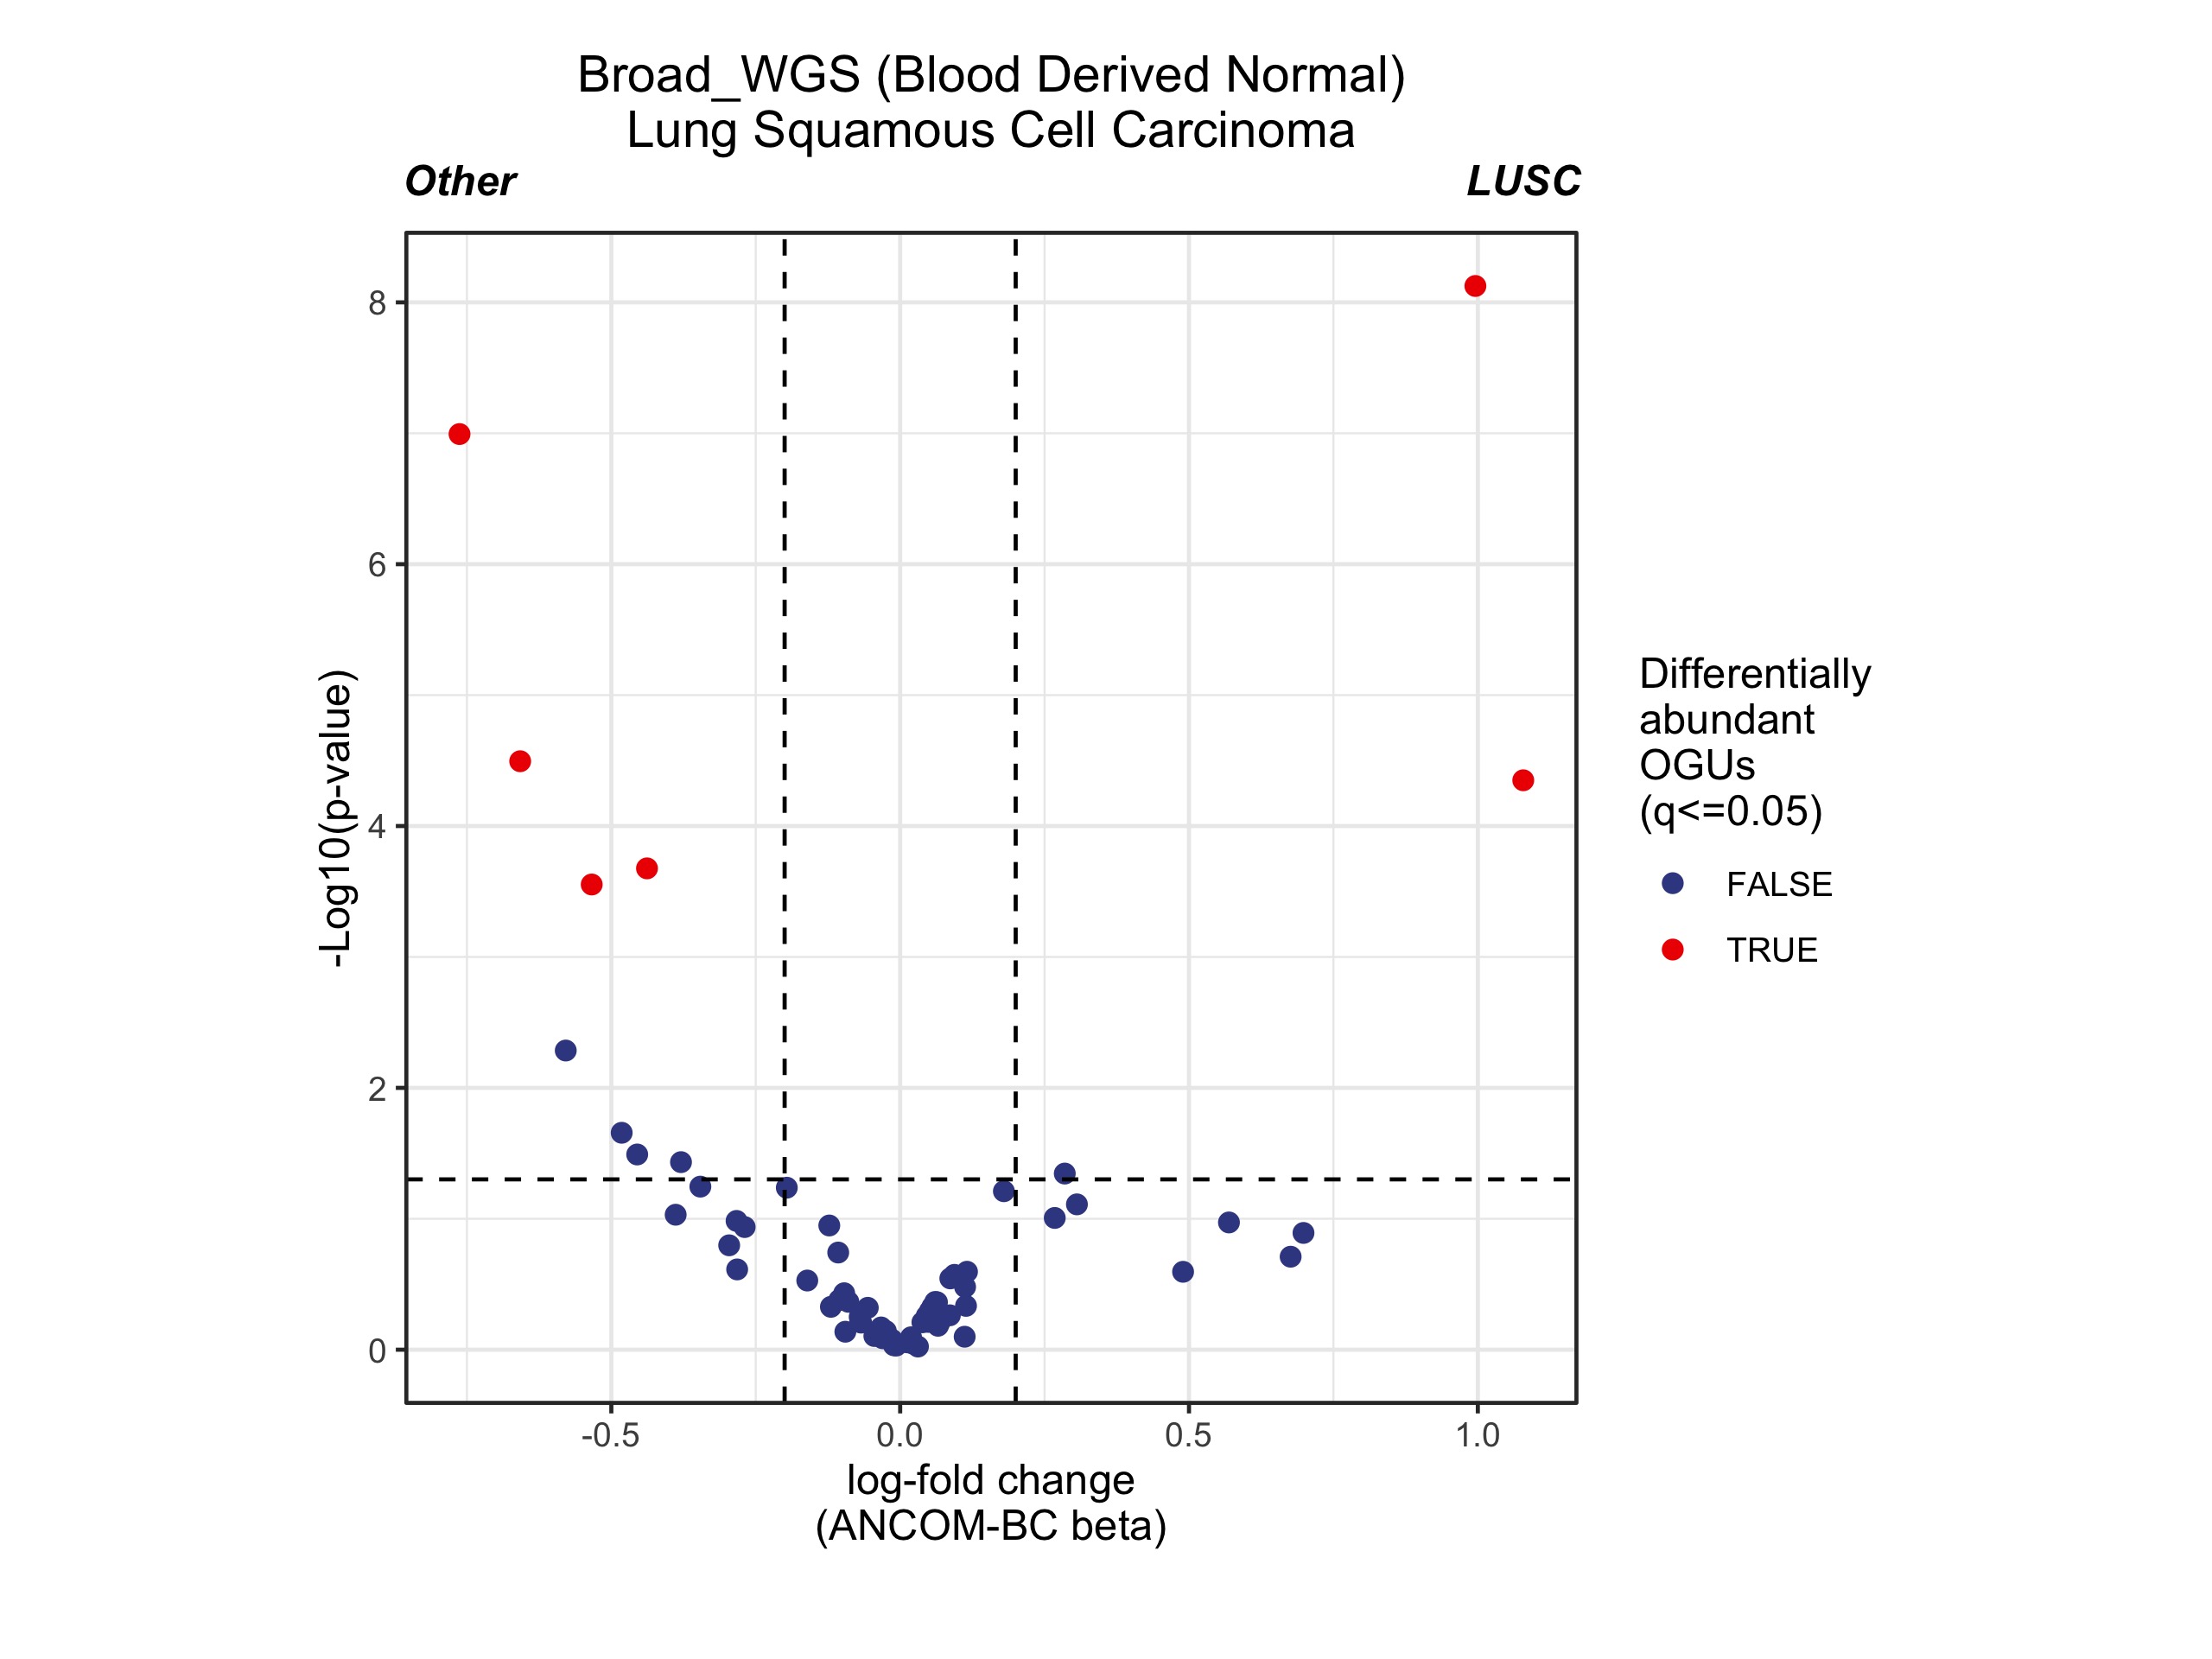 Broad_WGS (Blood Derived Normal)
Lung Squamous Cell Carcinoma
Other
LUSC
8
6
4
2
0
-Log10(p-value)
-0.5
0.0
0.5
1.0
log-fold change
(ANCOM-BC beta)
Differentially
abundant
OGUs
(q<=0.05)
FALSE
TRUE